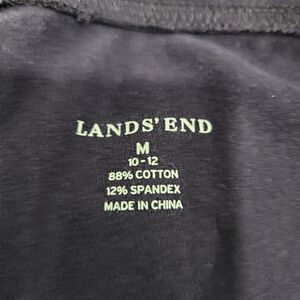 LANDS' END
M
10-12
88% COTTON
12% SPANDEX
MADE IN CHINA